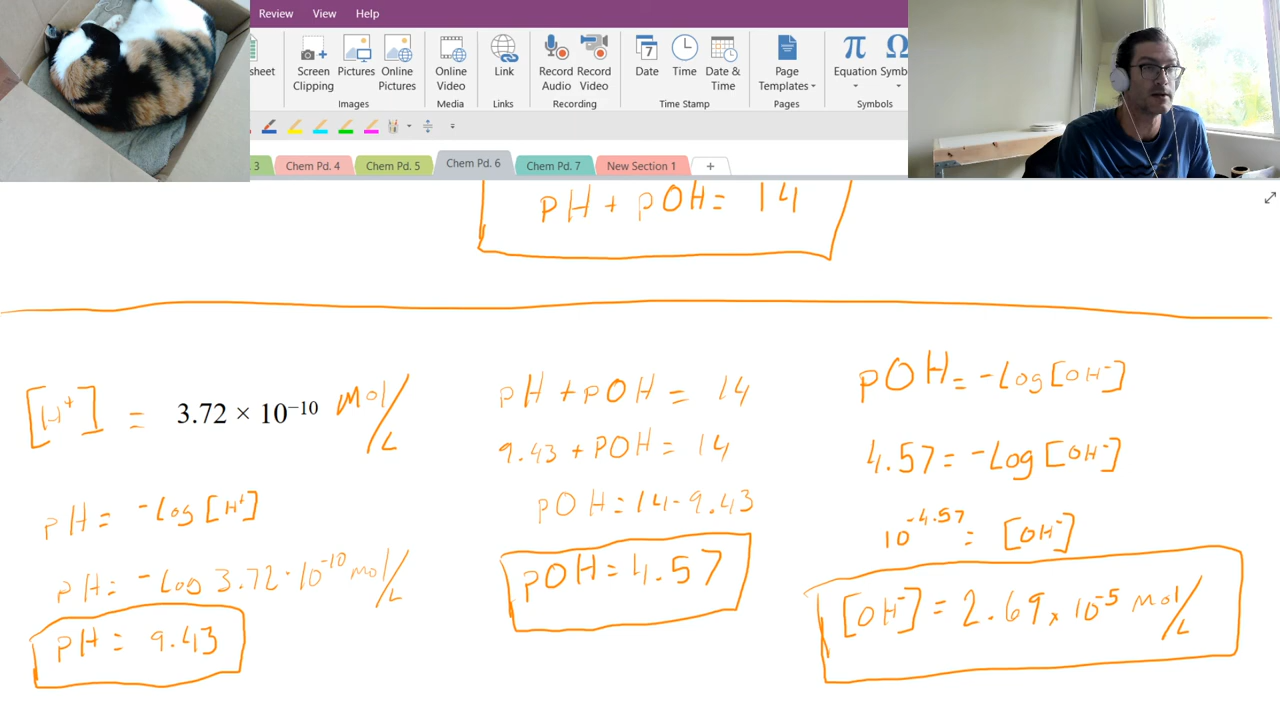 Review View Help
sheet Screen Clipping Pictures Online Pictures Online Video Link Record Audio Record Video Date Time Date & Time Page Templates Equation Symb
Images Media Links Recording Time Stamp Pages Symbols
3 Chem Pd. 4 Chem Pd. 5 Chem Pd. 6 Chem Pd. 7 New Section 1 +
pH + pOH = 14
[H⁺] = 3.72 × 10⁻¹⁰ mol/L
pH = -log [H⁺]
pH = -log 3.72 · 10⁻¹⁰ mol/L
pH = 9.43
pH + pOH = 14
9.43 + pOH = 14
pOH = 14 - 9.43
pOH = 4.57
pOH = -log [OH⁻]
4.57 = -log [OH⁻]
10⁻⁴·⁵⁷ = [OH⁻]
[OH⁻] = 2.69 × 10⁻⁵ mol/L